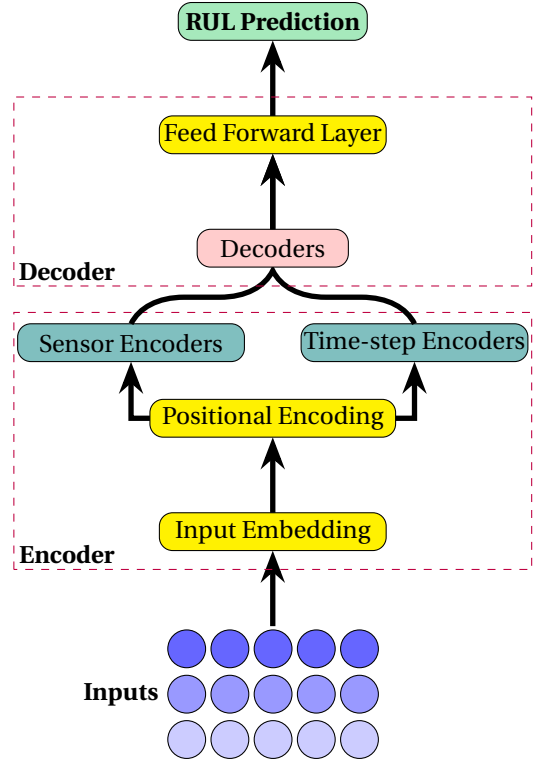 RUL Prediction
Feed Forward Layer
Decoders
Decoder
Sensor Encoders
Time-step Encoders
Positional Encoding
Input Embedding
Encoder
Inputs